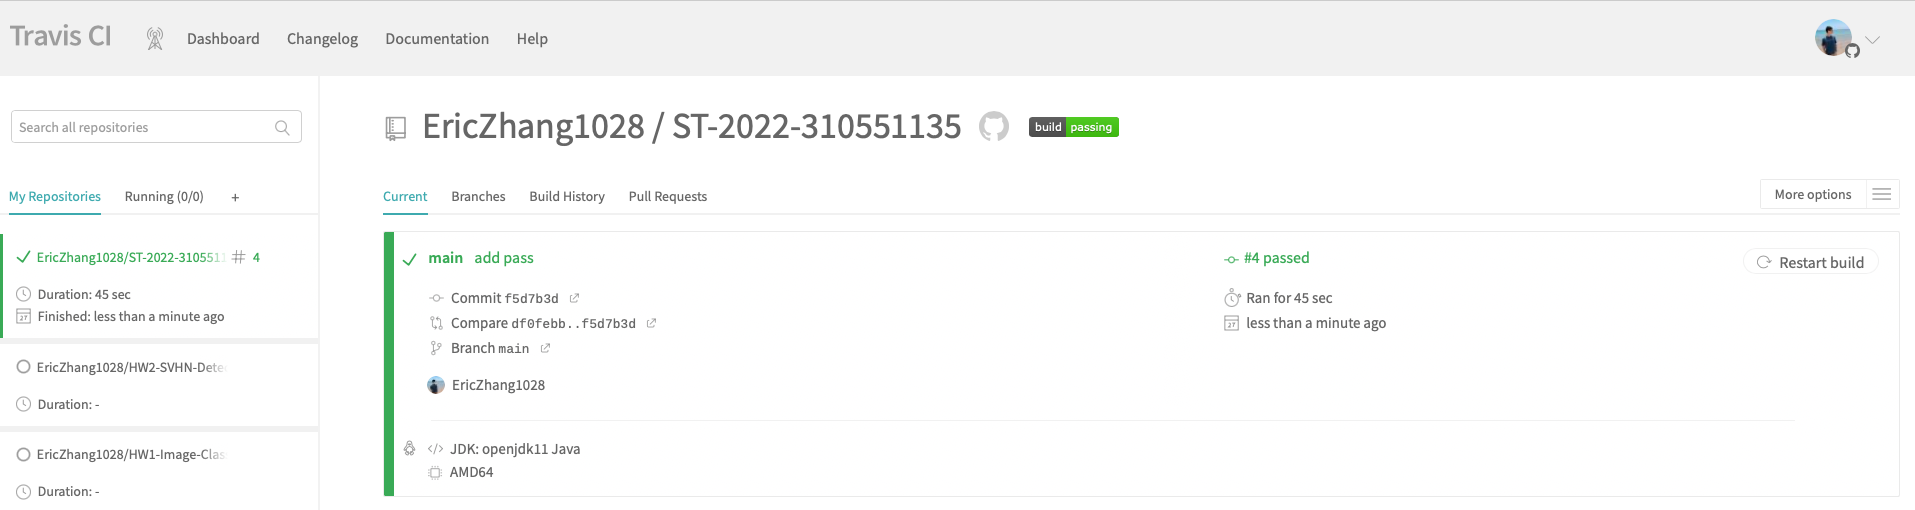 Travis CI
Dashboard Changelog Documentation Help
Search all repositories
My Repositories Running (0/0) +
EricZhang1028/ST-2022-3105511 # 4
Duration: 45 sec
Finished: less than a minute ago
EricZhang1028/HW2-SVHN-Dete
Duration: -
EricZhang1028/HW1-Image-Clas
Duration: -
EricZhang1028 / ST-2022-310551135 build passing
Current Branches Build History Pull Requests More options
main add pass
#4 passed
Restart build
Commit f5d7b3d
Ran for 45 sec
Compare df0febb..f5d7b3d
less than a minute ago
Branch main
EricZhang1028
JDK: openjdk11 Java
AMD64